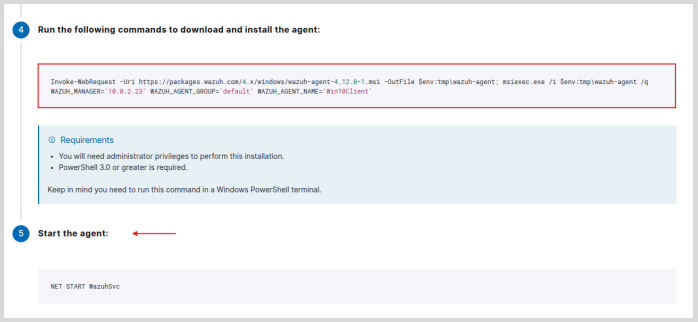 4 Run the following commands to download and install the agent:
Invoke-WebRequest -Uri https://packages.wazuh.com/4.x/windows/wazuh-agent-4.12.0-1.msi -OutFile $env:tmp\wazuh-agent; msiexec.exe /i $env:tmp\wazuh-agent /q
WAZUH_MANAGER='10.0.2.23' WAZUH_AGENT_GROUP='default' WAZUH_AGENT_NAME='Win10Client'
Requirements
• You will need administrator privileges to perform this installation.
• PowerShell 3.0 or greater is required.
Keep in mind you need to run this command in a Windows PowerShell terminal.
5 Start the agent:
NET START WazuhSvc